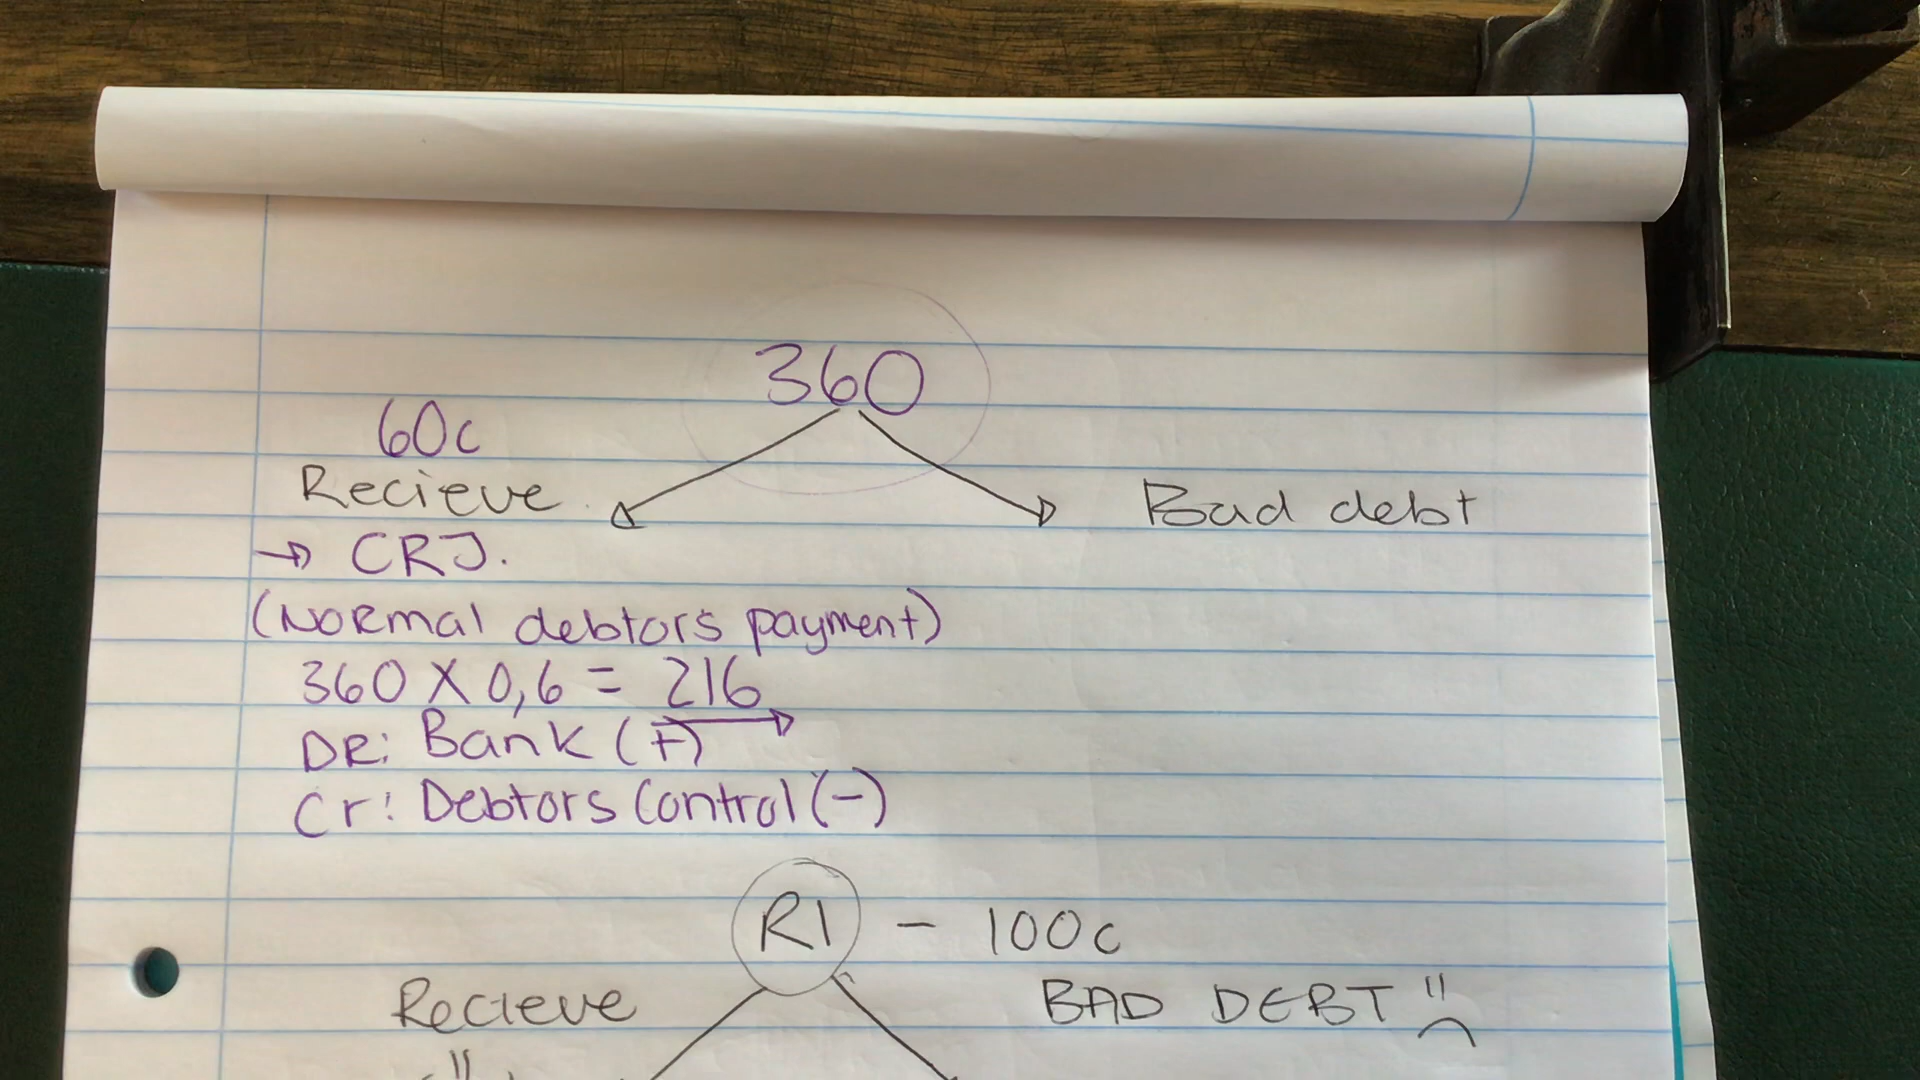 360
60c
Recieve
Bad debt
→ CRJ.
(Normal debtors payment)
360 X 0,6 = 216
DR: Bank (+)
Cr: Debtors Control (-)
R1 - 100c
Recieve
BAD DEBT